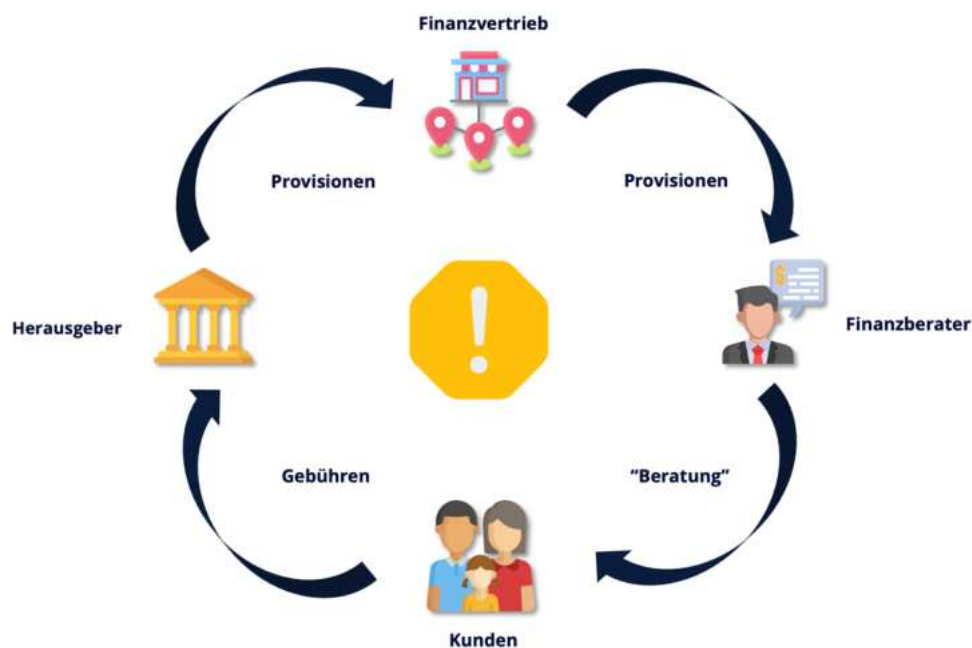 Finanzvertrieb
Provisionen
Provisionen
Herausgeber
Finanzberater
Gebühren
“Beratung”
Kunden